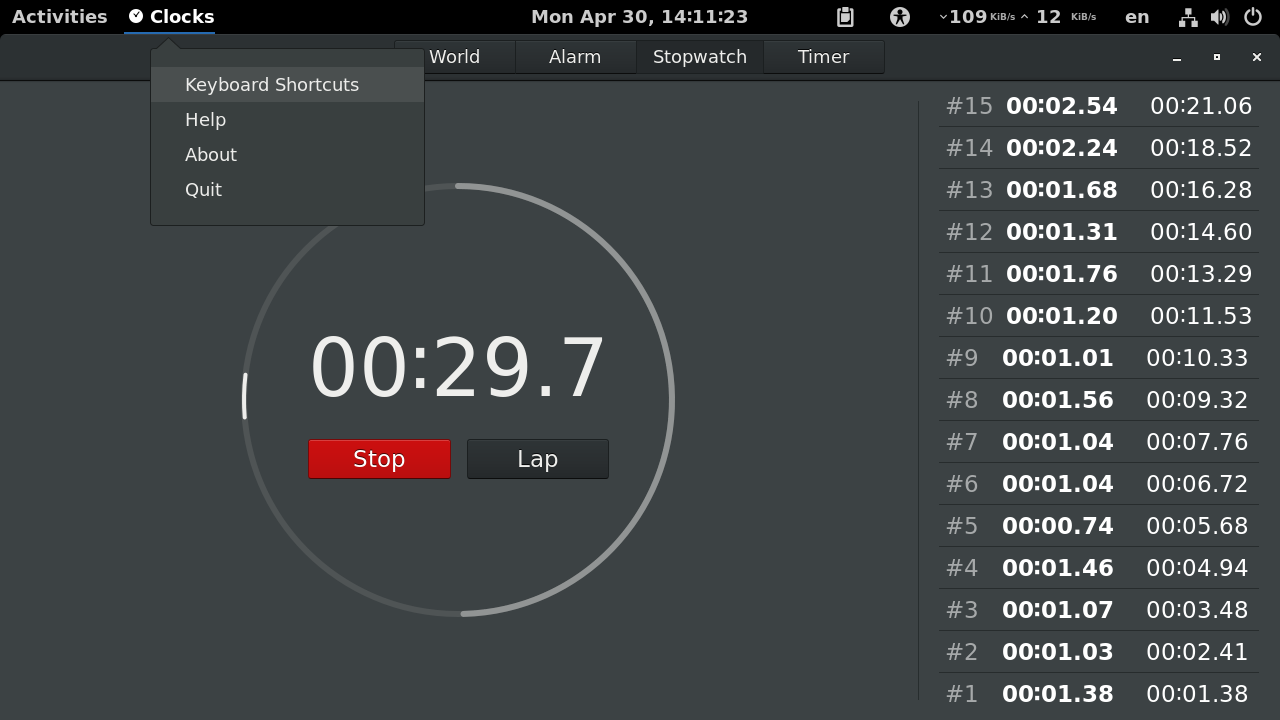 Activities Clocks Mon Apr 30, 14:11:23 109 KiB/s 12 KiB/s en
World Alarm Stopwatch Timer
Keyboard Shortcuts
Help
About
Quit
00:29.7
Stop Lap
#15 00:02.54 00:21.06
#14 00:02.24 00:18.52
#13 00:01.68 00:16.28
#12 00:01.31 00:14.60
#11 00:01.76 00:13.29
#10 00:01.20 00:11.53
#9 00:01.01 00:10.33
#8 00:01.56 00:09.32
#7 00:01.04 00:07.76
#6 00:01.04 00:06.72
#5 00:00.74 00:05.68
#4 00:01.46 00:04.94
#3 00:01.07 00:03.48
#2 00:01.03 00:02.41
#1 00:01.38 00:01.38